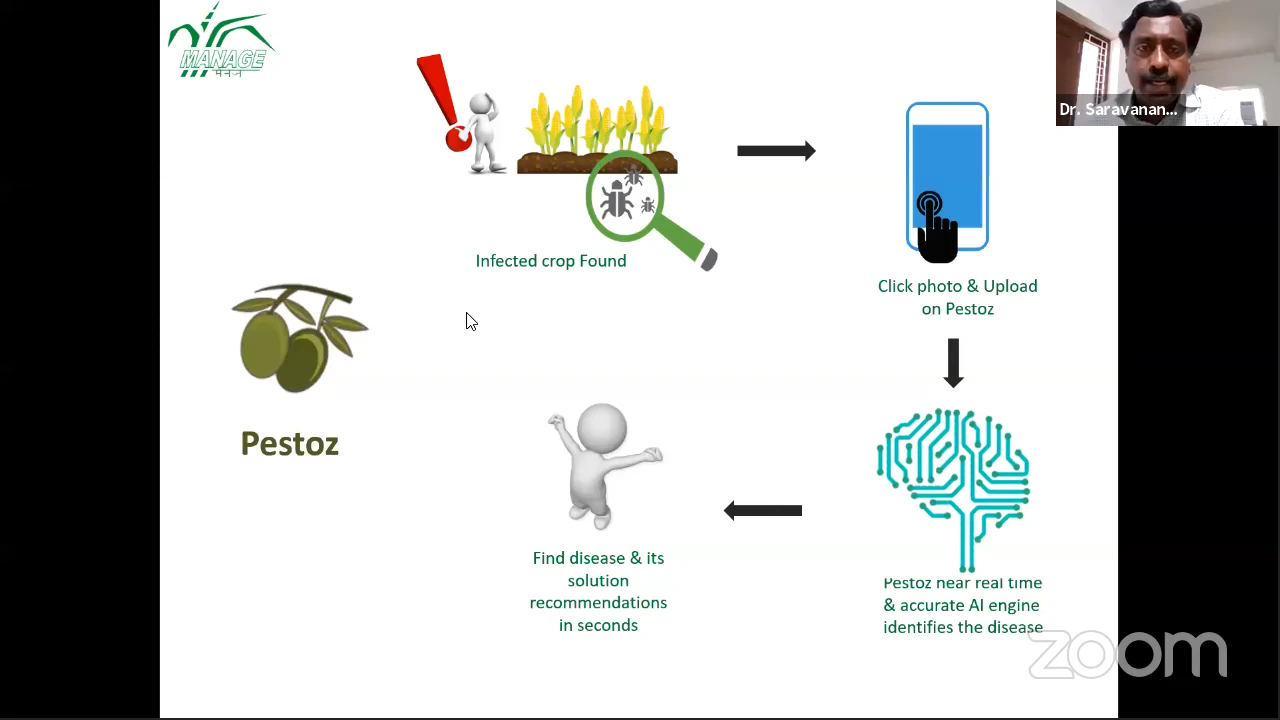 MANAGE
मैनेज
Dr. Saravanan...
Infected crop Found
Click photo & Upload
on Pestoz
Pestoz
Find disease & its
solution
recommendations
in seconds
Pestoz near real time
& accurate AI engine
identifies the disease
zoom